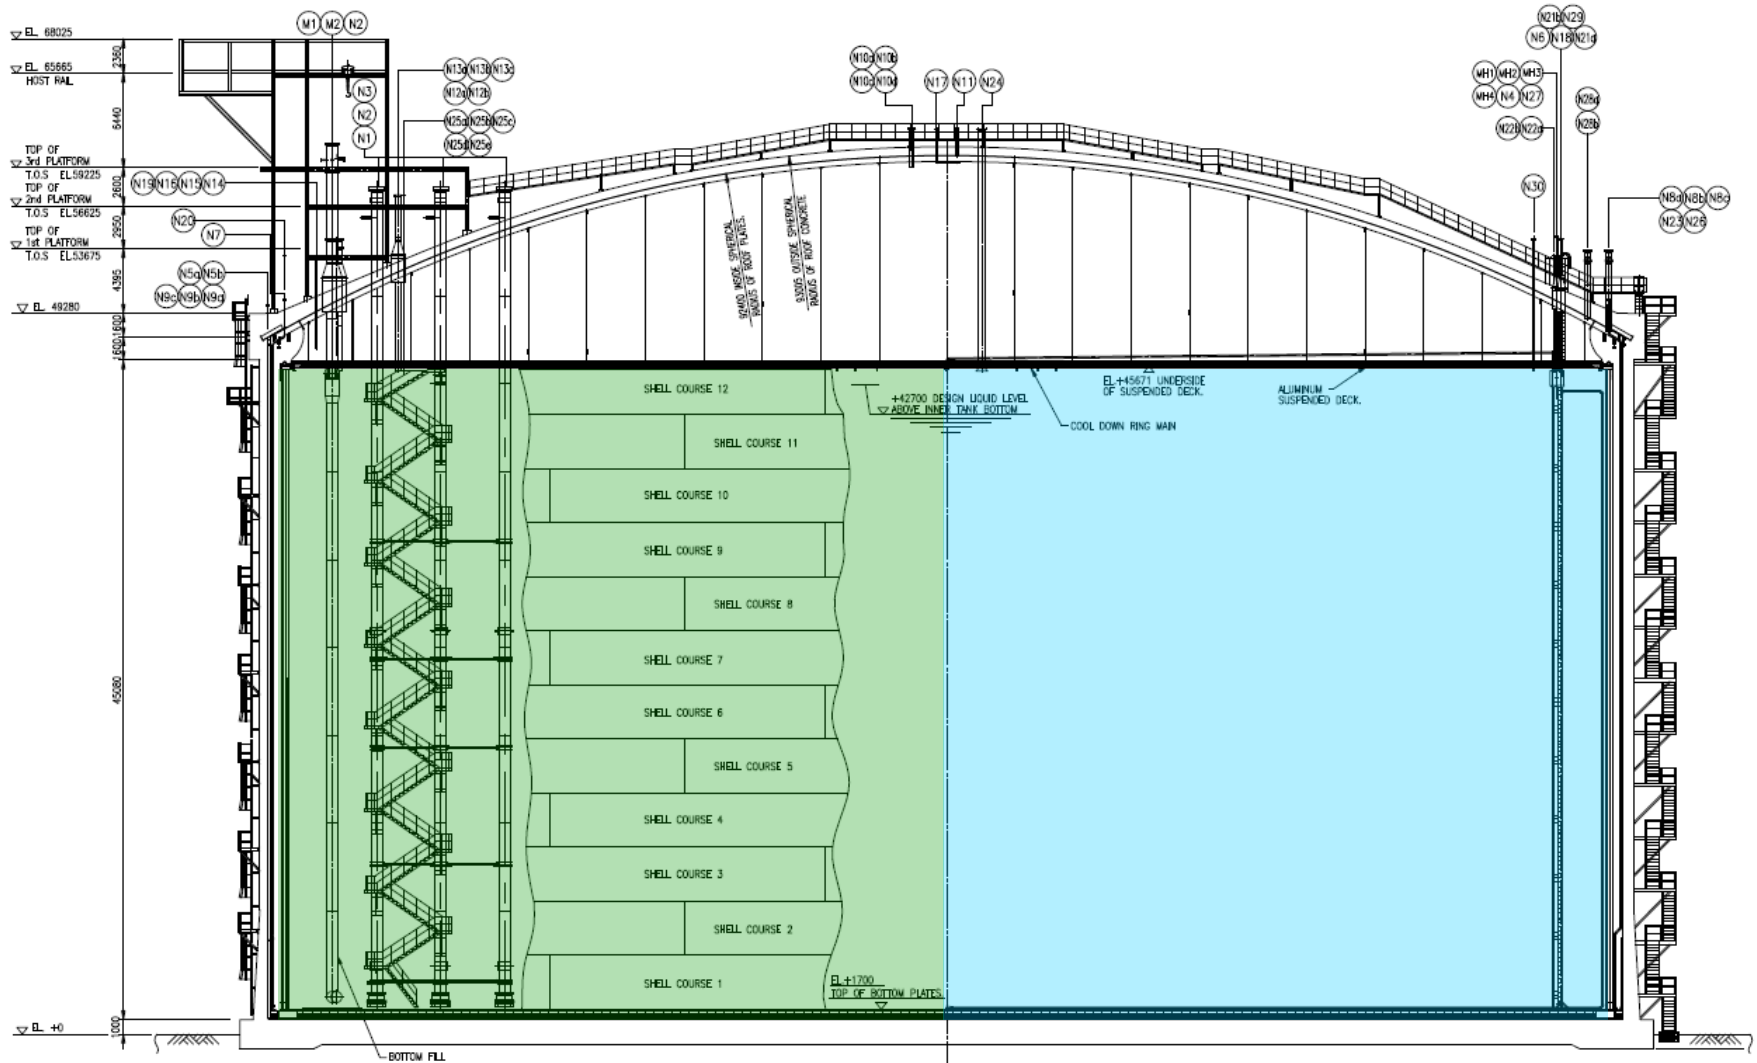 M1 M2 N2
EL 68025
2360
EL 65665
HOST RAIL
6440
TOP OF
3rd PLATFORM
T.O.S EL59225
2600
TOP OF
2nd PLATFORM
T.O.S EL56625
2950
TOP OF
1st PLATFORM
T.O.S EL53675
4395
EL 49280
1600
1600
45080
EL +0
1000
N3
N2
N1
N13a N13b N13c
N12a N12b
N25a N25b N25c
N25d N25e
N19 N16 N15 N14
N20
N7
N5a N5b
N9c N9b N9a
N10a N10b
N10c N10d
N17 N11 N24
N21b N29
N6 N18 N21a
MH1 MH2 MH3
MH4 N4 N27
N22b N22a
N28a
N28b
N30
N8a N8b N8c
N23 N26
92400 INSIDE SPHERICAL
RADIUS OF ROOF PLATES.
93005 OUTSIDE SPHERICAL
RADIUS OF ROOF CONCRETE
SHELL COURSE 12
SHELL COURSE 11
SHELL COURSE 10
SHELL COURSE 9
SHELL COURSE 8
SHELL COURSE 7
SHELL COURSE 6
SHELL COURSE 5
SHELL COURSE 4
SHELL COURSE 3
SHELL COURSE 2
SHELL COURSE 1
+42700 DESIGN LIQUID LEVEL
ABOVE INNER TANK BOTTOM
EL+45671 UNDERSIDE
OF SUSPENDED DECK.
ALUMINUM
SUSPENDED DECK.
COOL DOWN RING MAIN
EL+1700
TOP OF BOTTOM PLATES
BOTTOM FILL